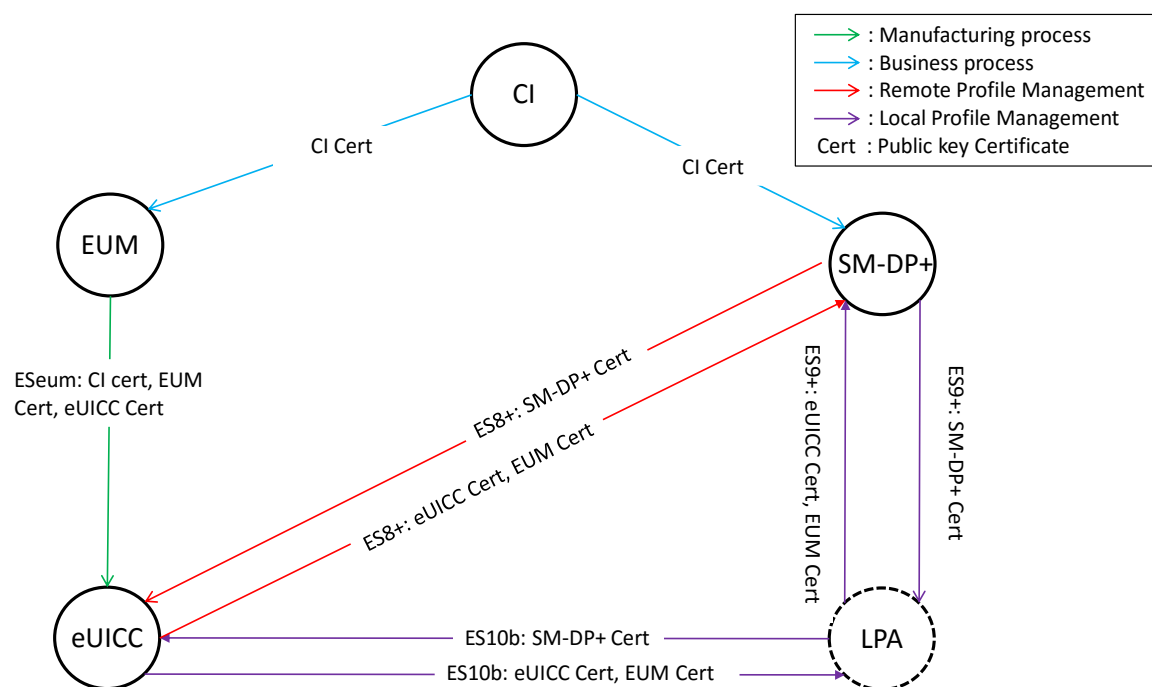 : Manufacturing process
: Business process
: Remote Profile Management
: Local Profile Management
Cert : Public key Certificate
CI
CI Cert
CI Cert
EUM
SM-DP+
ESeum: CI cert, EUM
Cert, eUICC Cert
ES8+: SM-DP+ Cert
ES8+: eUICC Cert, EUM Cert
ES9+: eUICC Cert, EUM Cert
ES9+: SM-DP+ Cert
eUICC
ES10b: SM-DP+ Cert
LPA
ES10b: eUICC Cert, EUM Cert